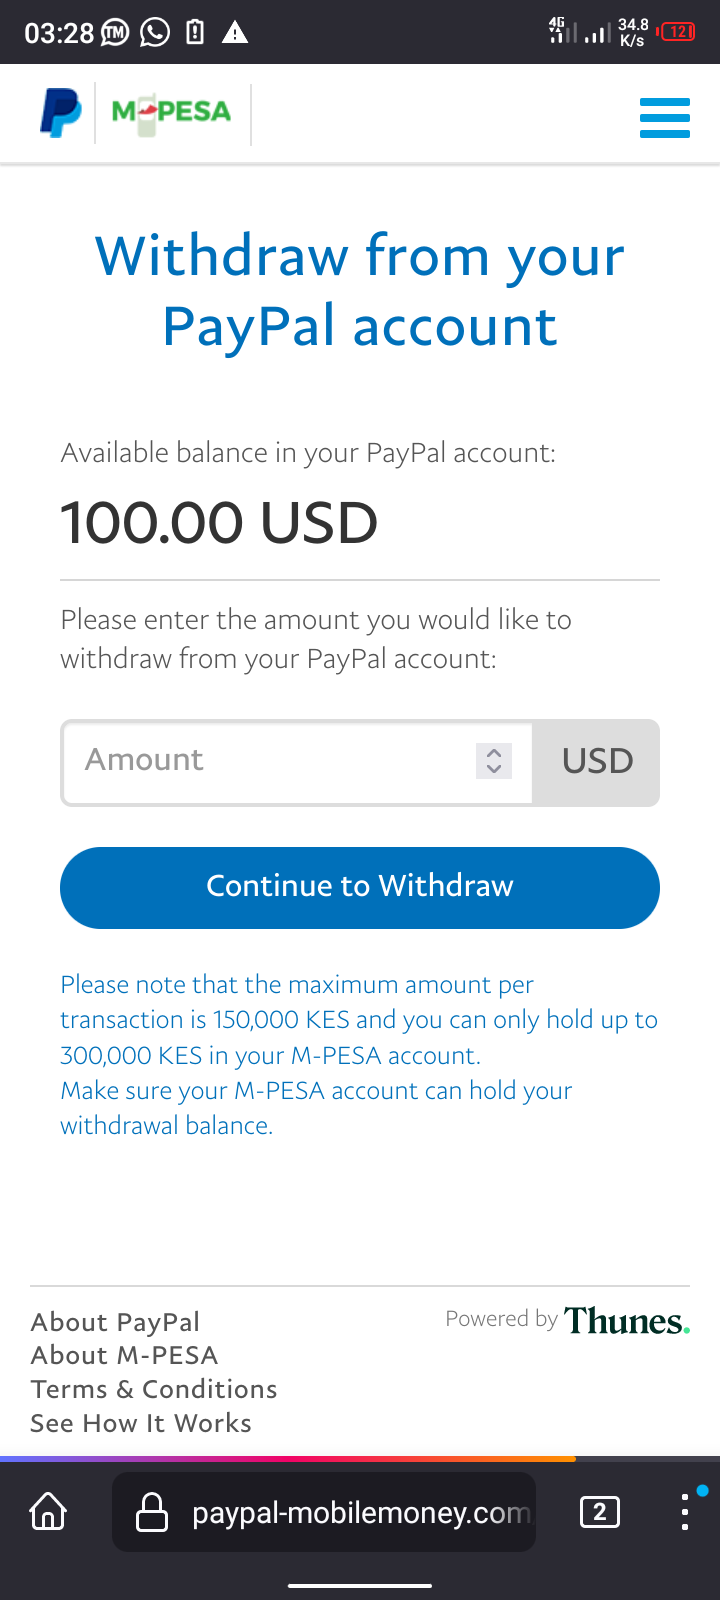 03:28 TM 4G 34.8 K/s 12
M-PESA
Withdraw from your
PayPal account
Available balance in your PayPal account:
100.00 USD
Please enter the amount you would like to
withdraw from your PayPal account:
Amount USD
Continue to Withdraw
Please note that the maximum amount per
transaction is 150,000 KES and you can only hold up to
300,000 KES in your M-PESA account.
Make sure your M-PESA account can hold your
withdrawal balance.
About PayPal
Powered by Thunes.
About M-PESA
Terms & Conditions
See How It Works
paypal-mobilemoney.com 2